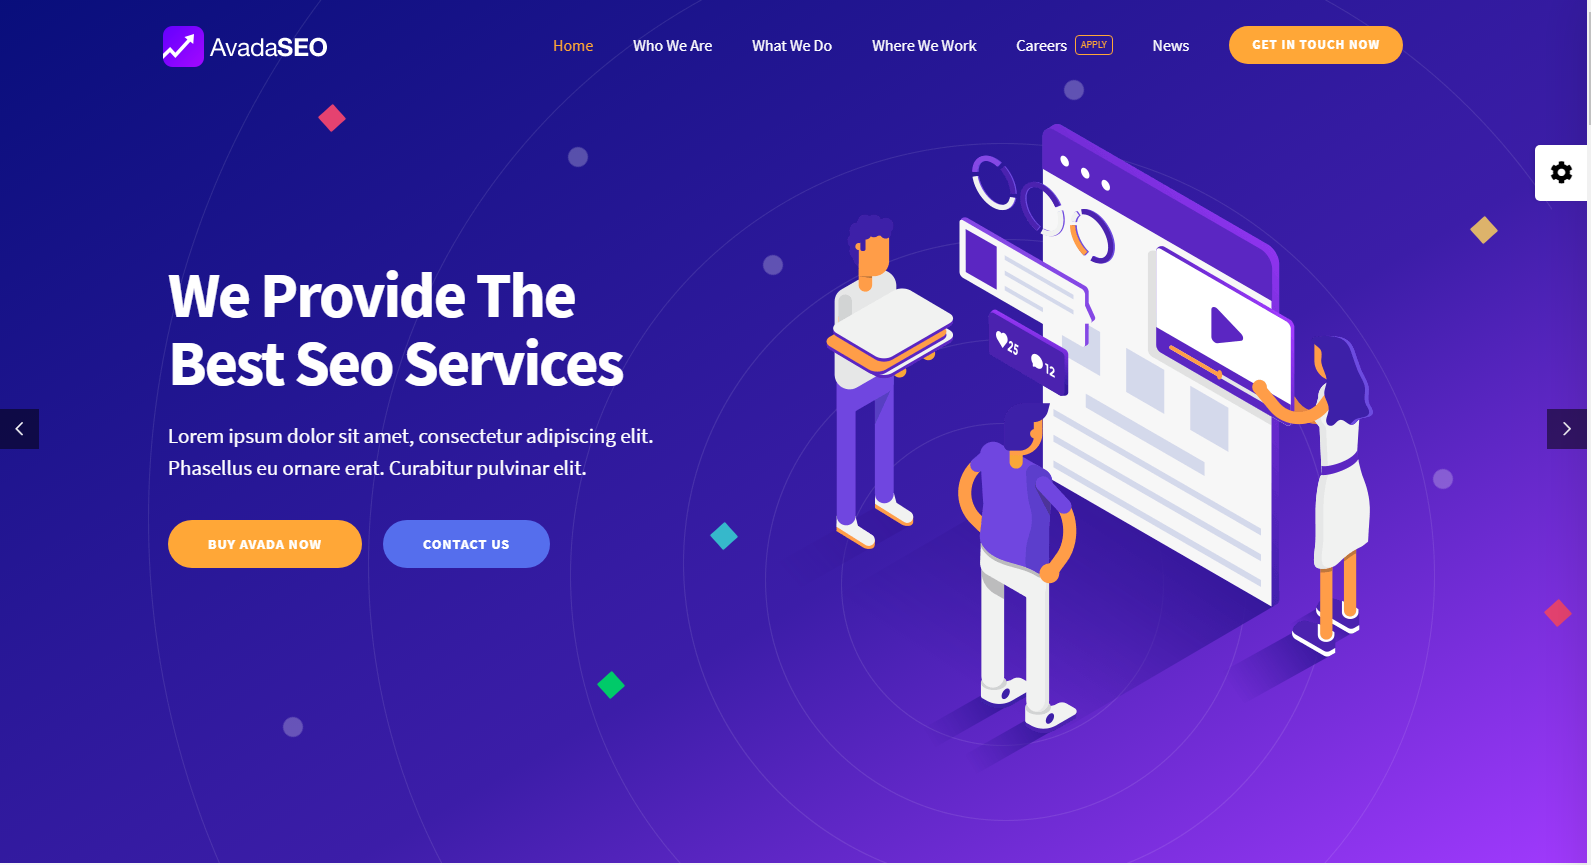 AvadaSEO
Home
Who We Are
What We Do
Where We Work
Careers APPLY
News
GET IN TOUCH NOW
We Provide The
Best Seo Services
Lorem ipsum dolor sit amet, consectetur adipiscing elit.
Phasellus eu ornare erat. Curabitur pulvinar elit.
BUY AVADA NOW
CONTACT US
25
12